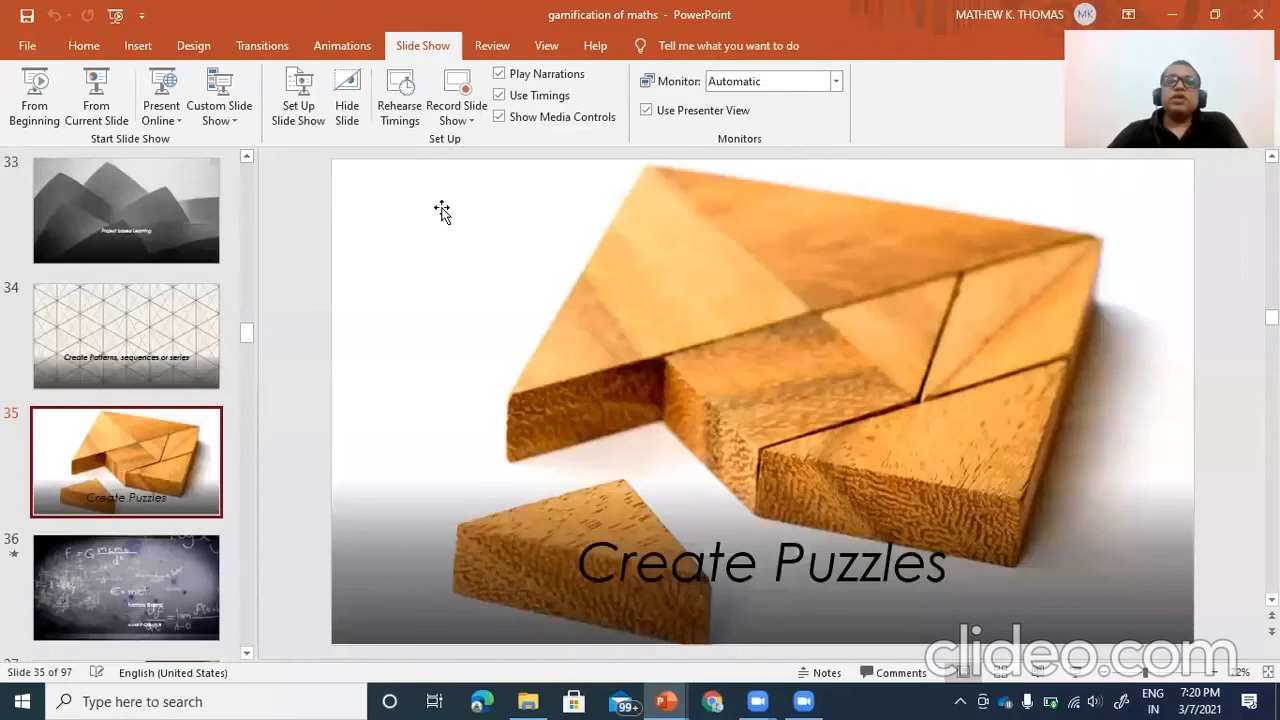 gamification of maths - PowerPoint
MATHEW K. THOMAS
MK
File Home Insert Design Transitions Animations Slide Show Review View Help Tell me what you want to do
From Beginning
From Current Slide
Present Online
Custom Slide Show
Start Slide Show
Set Up Slide Show
Hide Slide
Rehearse Timings
Record Slide Show
Play Narrations
Use Timings
Show Media Controls
Set Up
Monitor: Automatic
Use Presenter View
Monitors
33
Project based Learning
34
Create Patterns, sequences or series
35
Create Puzzles
36
Create Puzzles
Slide 35 of 97
English (United States)
Notes
Comments
clideo.com
Type here to search
99+
ENG
IN
7:20 PM
3/7/2021